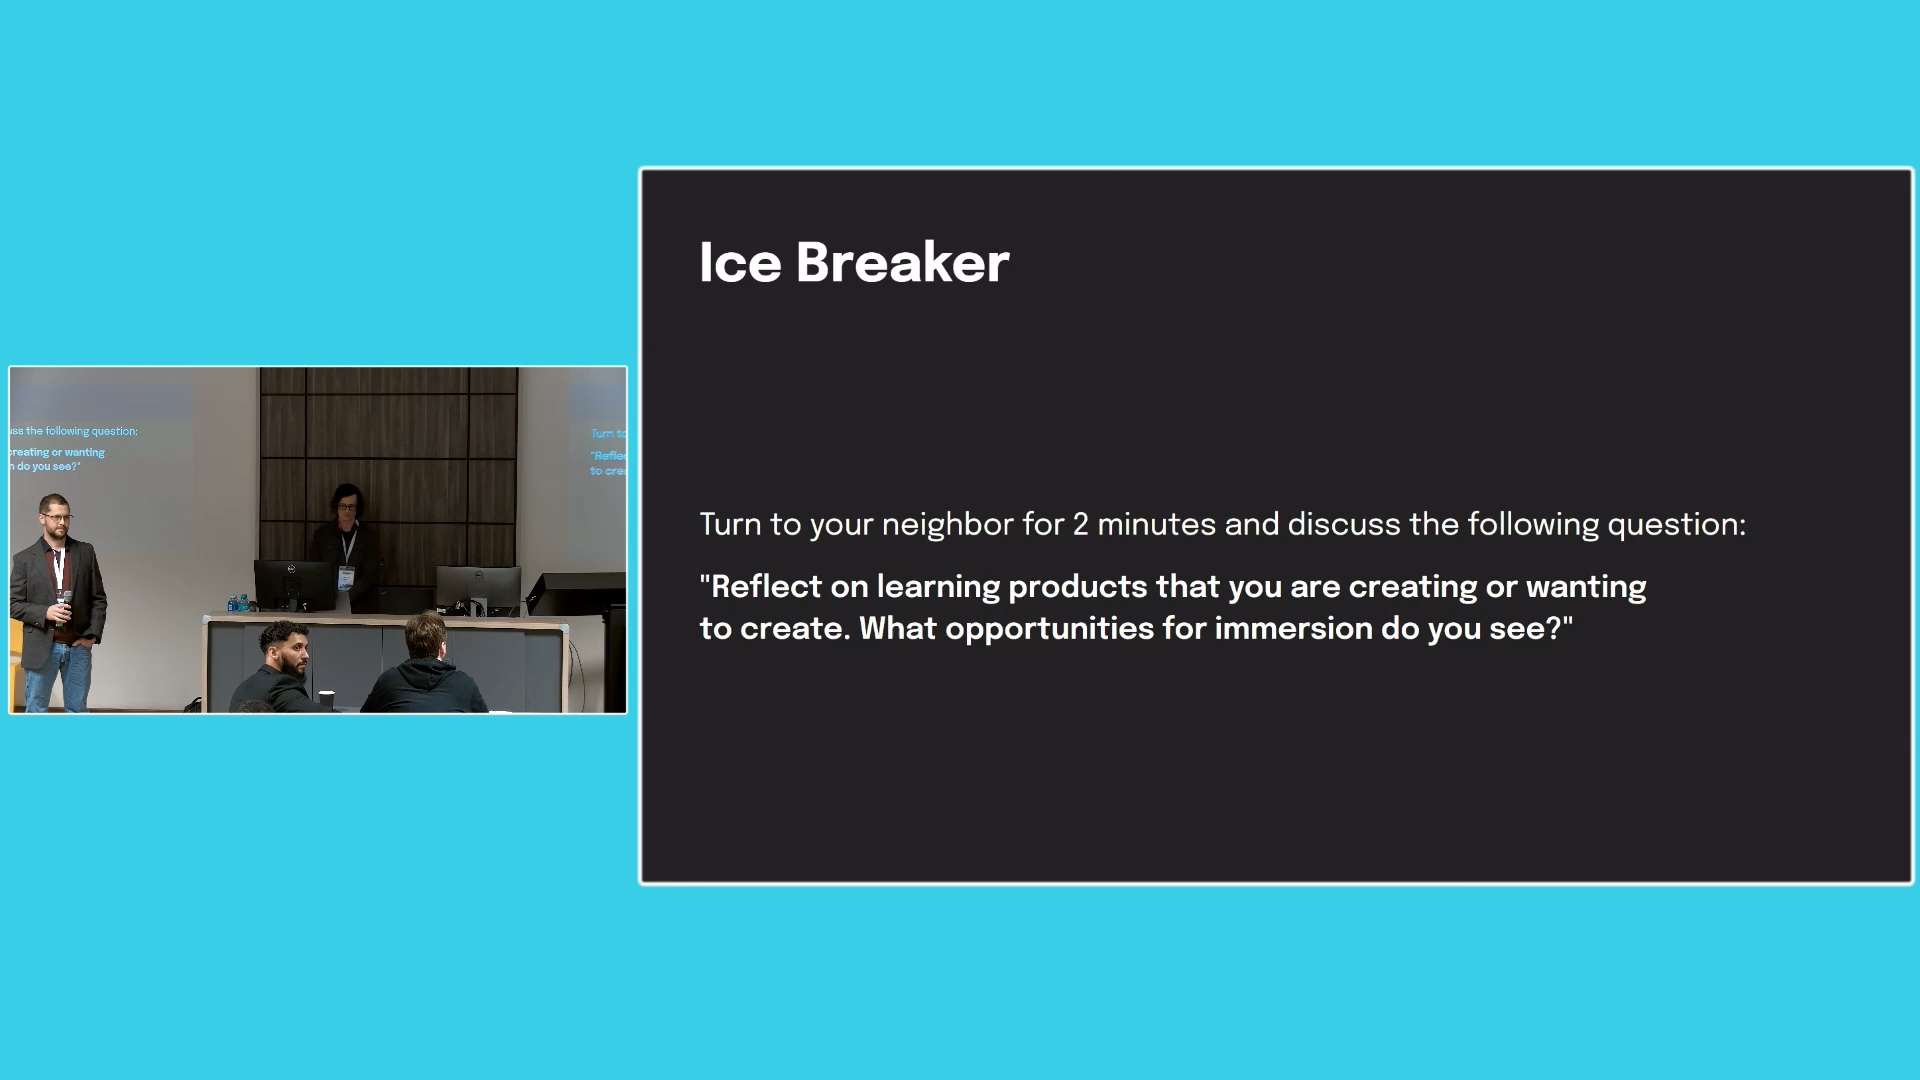 uss the following question:
creating or wanting
n do you see?"
Turn to
"Reflec
to crea
Ice Breaker
Turn to your neighbor for 2 minutes and discuss the following question:
"Reflect on learning products that you are creating or wanting
to create. What opportunities for immersion do you see?"